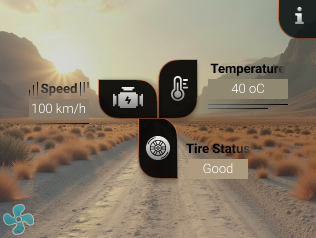 i
Temperature
40 oC
Speed
100 km/h
Tire Status
Good